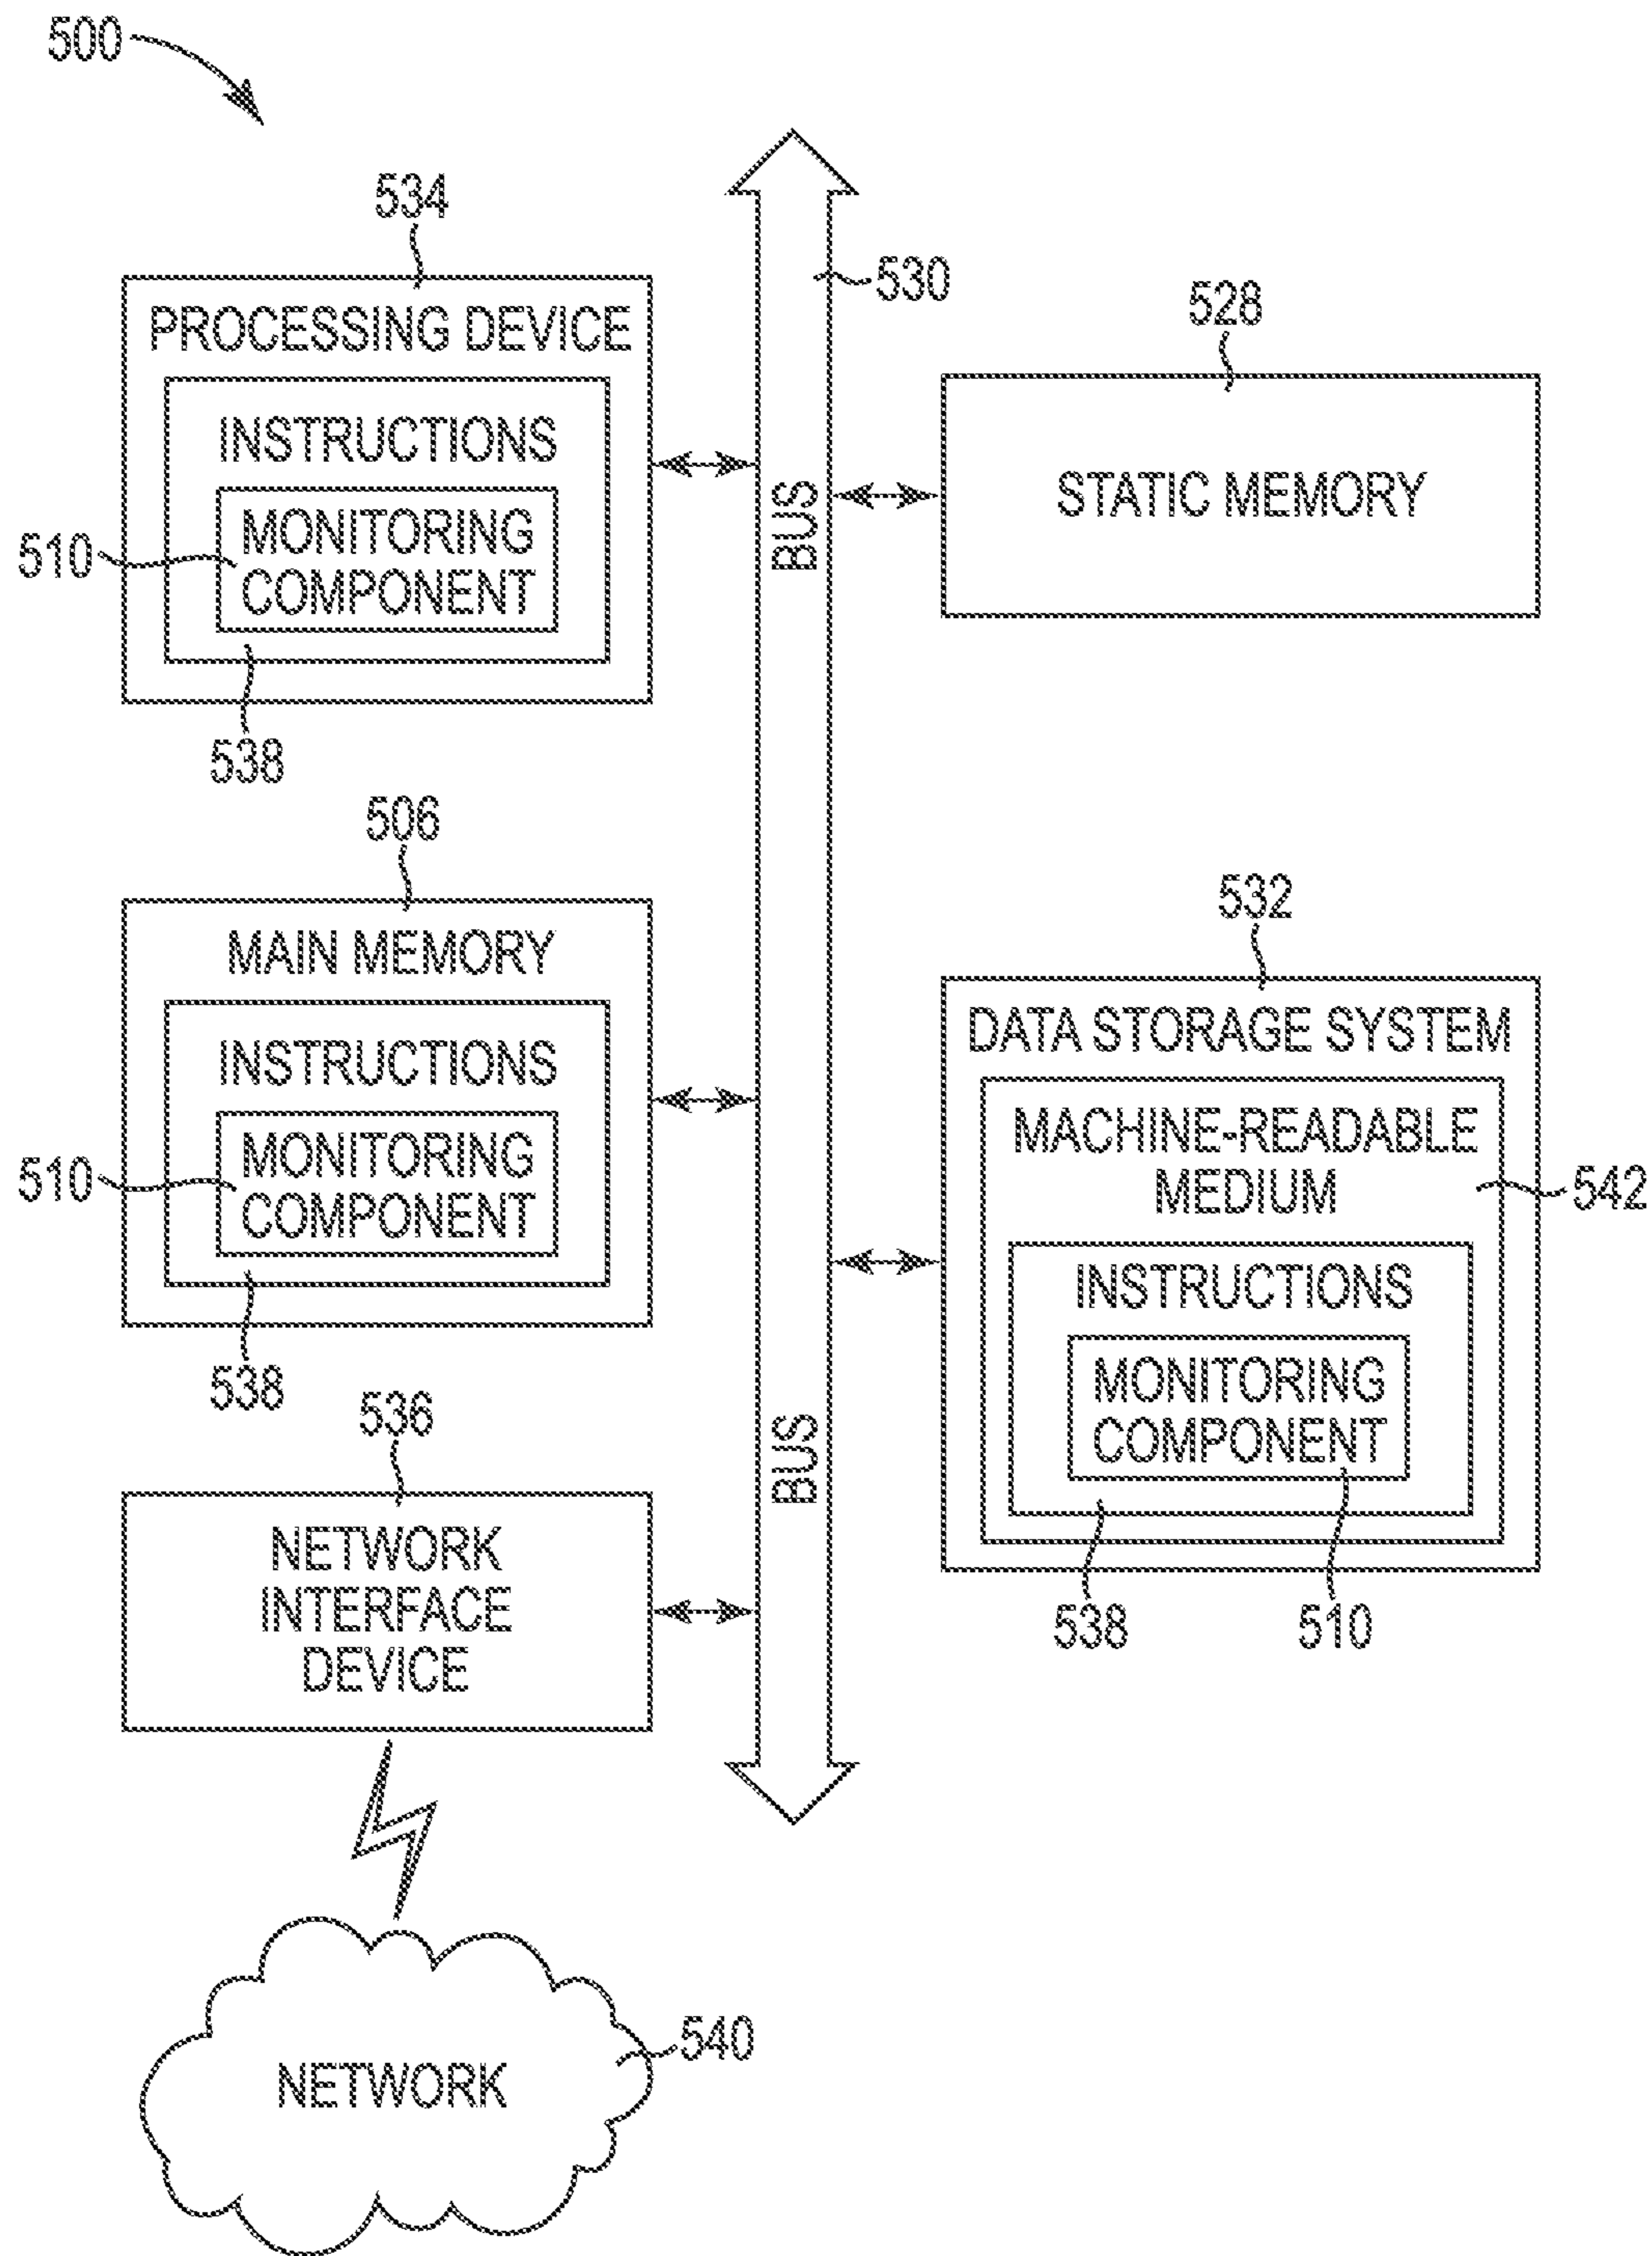 500
534
PROCESSING DEVICE
INSTRUCTIONS
MONITORING
COMPONENT
510
538
530
BUS
528
STATIC MEMORY
506
MAIN MEMORY
INSTRUCTIONS
MONITORING
COMPONENT
510
538
532
DATA STORAGE SYSTEM
MACHINE-READABLE
MEDIUM
542
INSTRUCTIONS
MONITORING
COMPONENT
538
510
BUS
536
NETWORK
INTERFACE
DEVICE
540
NETWORK